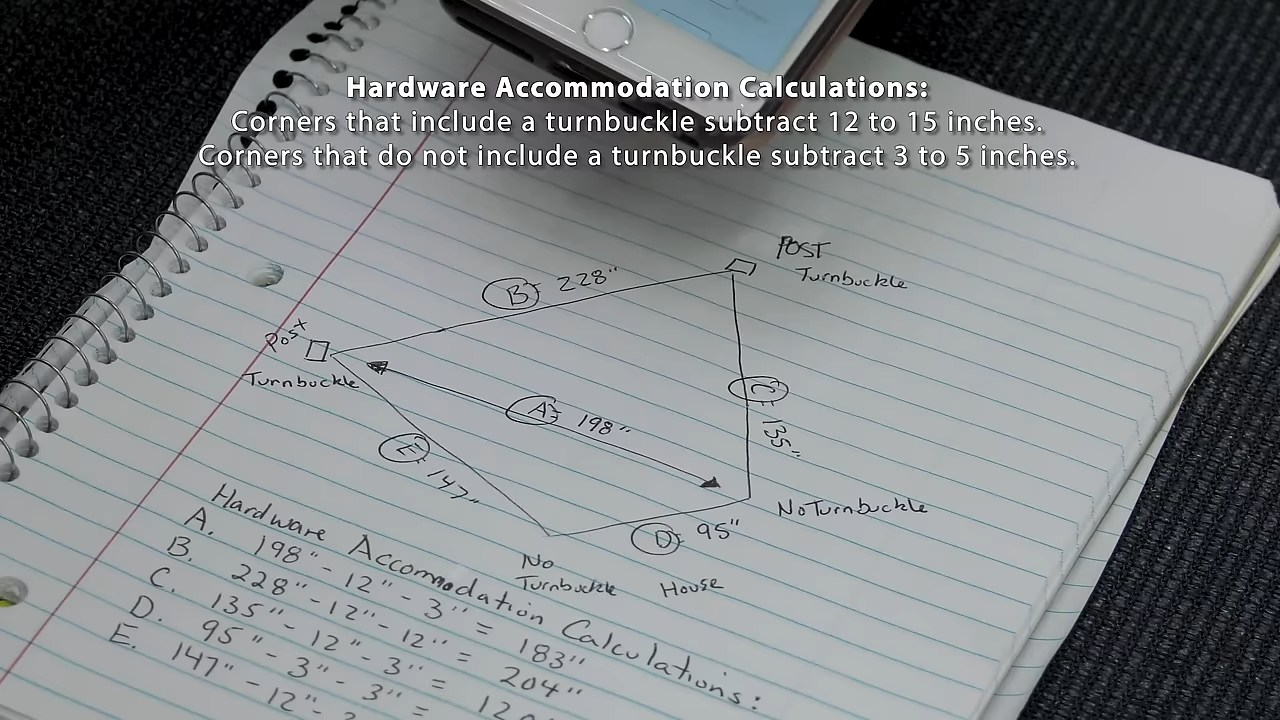 Hardware Accommodation Calculations:
Corners that include a turnbuckle subtract 12 to 15 inches.
Corners that do not include a turnbuckle subtract 3 to 5 inches.
POST
Turnbuckle
B= 228"
Post
Turnbuckle
C= 135"
A= 198"
E= 147"
No Turnbuckle
D= 95"
No
Turnbuckle
House
Hardware Accommodation Calculations:
A. 198" - 12" - 3" = 183"
B. 228" - 12" - 12" = 204"
C. 135" - 12" - 3" = 120"
D. 95" - 3" - 3" =
E. 147" - 12" -